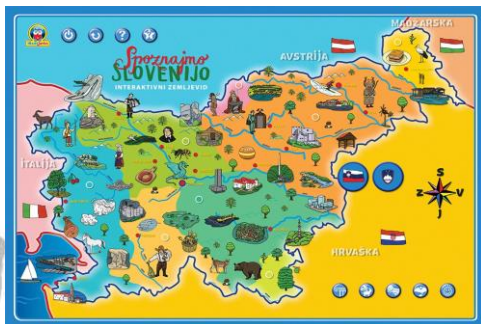 Spoznajmo
SLOVENIJO
INTERAKTIVNI ZEMLJEVID
MADŽARSKA
AVSTRIJA
ITALIJA
HRVAŠKA
S
Z
V
J